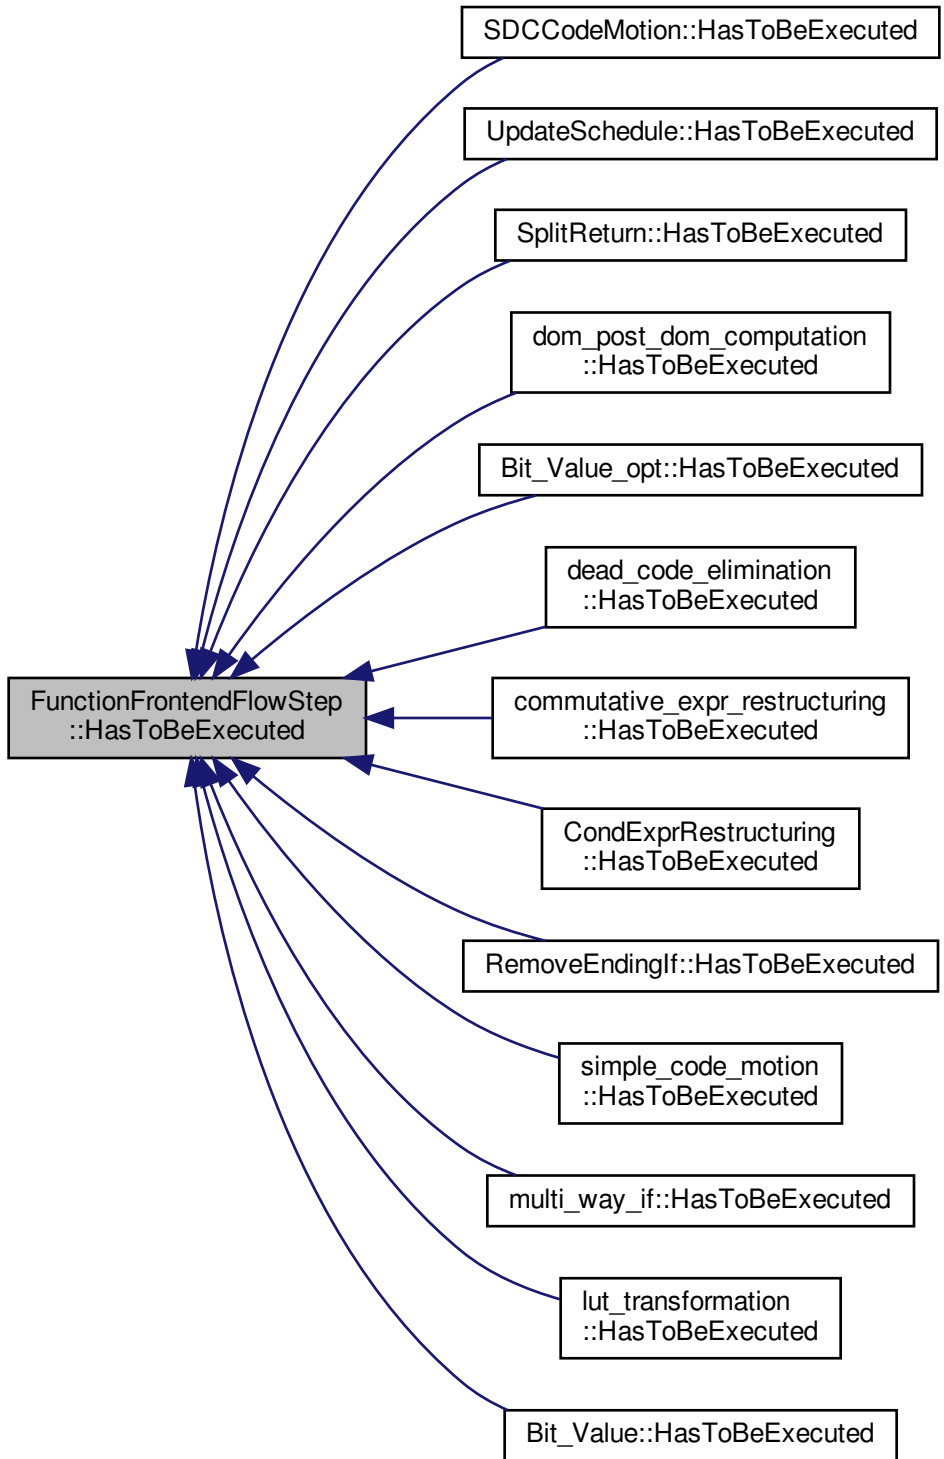 SDCCodeMotion::HasToBeExecuted
UpdateSchedule::HasToBeExecuted
SplitReturn::HasToBeExecuted
dom_post_dom_computation
::HasToBeExecuted
Bit_Value_opt::HasToBeExecuted
dead_code_elimination
::HasToBeExecuted
FunctionFrontendFlowStep
::HasToBeExecuted
commutative_expr_restructuring
::HasToBeExecuted
CondExprRestructuring
::HasToBeExecuted
RemoveEndingIf::HasToBeExecuted
simple_code_motion
::HasToBeExecuted
multi_way_if::HasToBeExecuted
lut_transformation
::HasToBeExecuted
Bit_Value::HasToBeExecuted